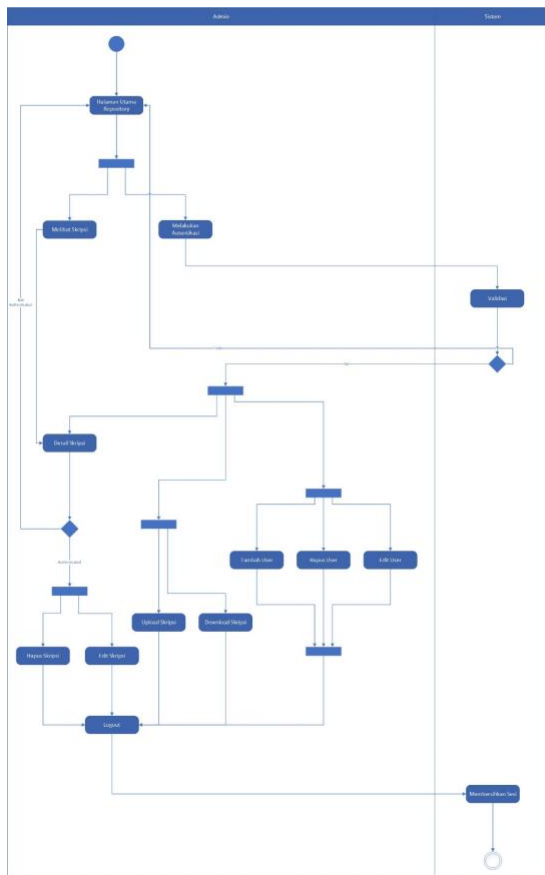 Admin
Sistem
Halaman Utama
Repository
Melihat Skripsi
Melakukan
Autentikasi
Validasi
Detail Skripsi
Tambah User
Hapus User
Edit User
Upload Skripsi
Download Skripsi
Hapus Skripsi
Edit Skripsi
Logout
Membersihkan Sesi